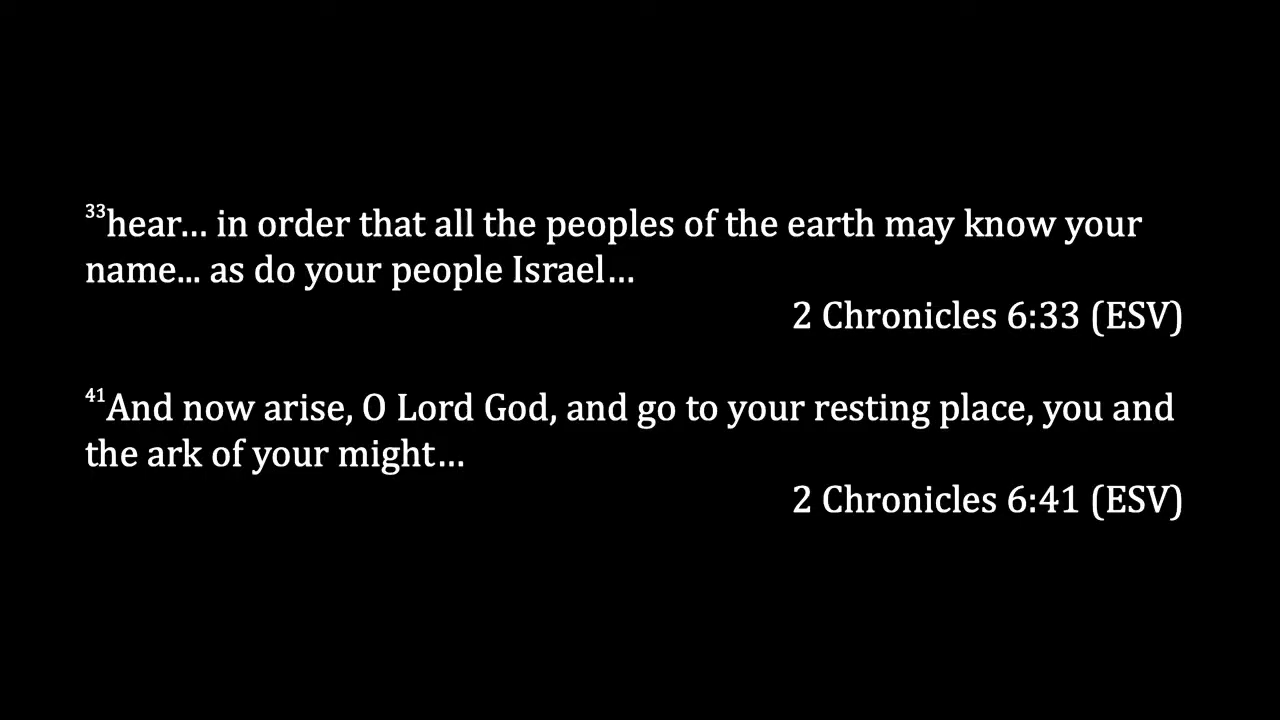 ³³hear… in order that all the peoples of the earth may know your
name... as do your people Israel…
2 Chronicles 6:33 (ESV)
⁴¹And now arise, O Lord God, and go to your resting place, you and
the ark of your might…
2 Chronicles 6:41 (ESV)